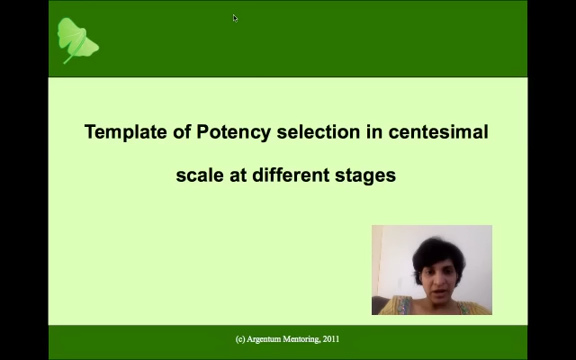 Template of Potency selection in centesimal
scale at different stages
(c) Argentum Mentoring, 2011